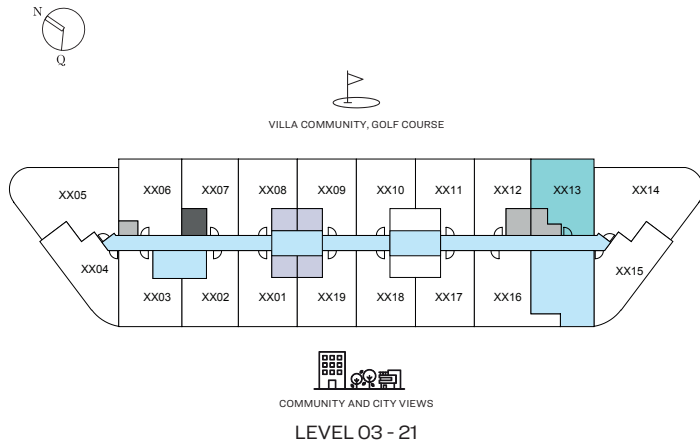 N
Q
VILLA COMMUNITY, GOLF COURSE
XX05 XX06 XX07 XX08 XX09 XX10 XX11 XX12 XX13 XX14
XX04 XX03 XX02 XX01 XX19 XX18 XX17 XX16 XX15
COMMUNITY AND CITY VIEWS
LEVEL 03 - 21